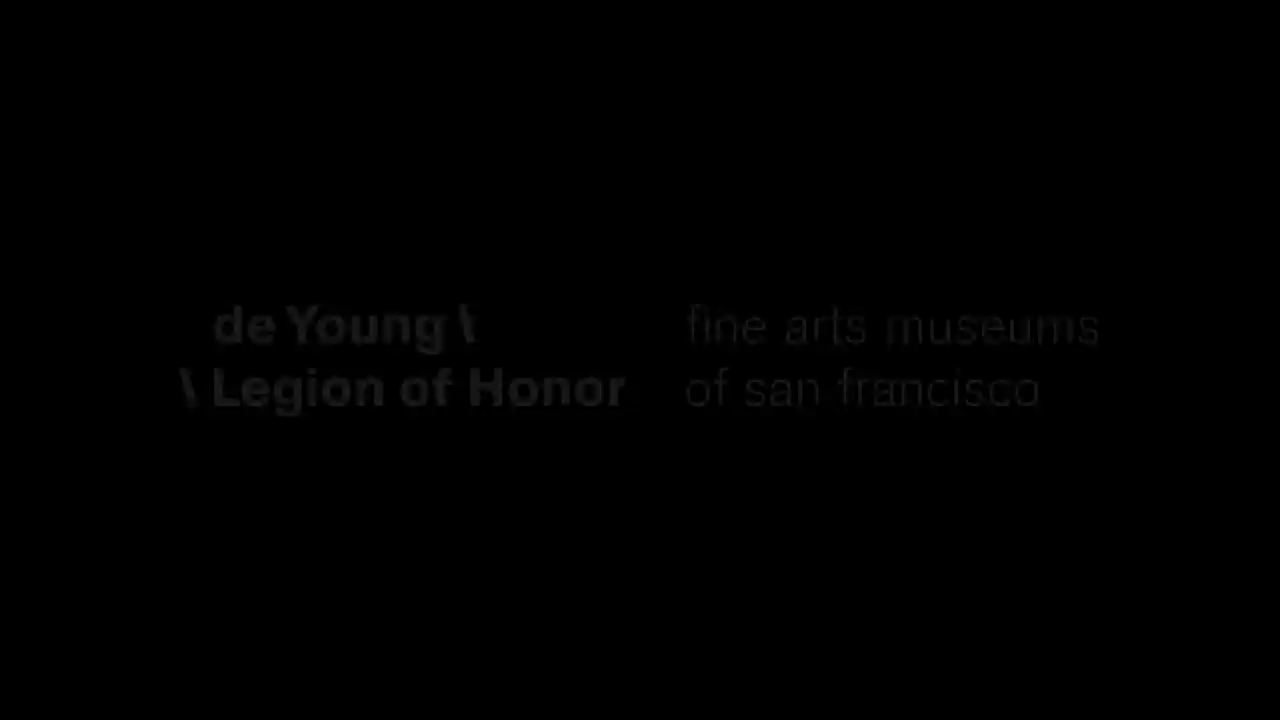 de Young \
\ Legion of Honor
fine arts museums
of san francisco